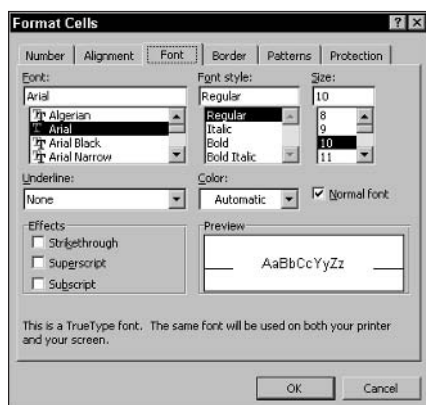 Format Cells
Number Alignment Font Border Patterns Protection
Font: Font style: Size:
Arial Regular 10
Algerian Regular 8
Arial Italic 9
Arial Black Bold 10
Arial Narrow Bold Italic 11
Underline: Color:
None Automatic Normal font
Effects Preview
Strikethrough
Superscript AaBbCcYyZz
Subscript
This is a TrueType font. The same font will be used on both your printer
and your screen.
OK Cancel